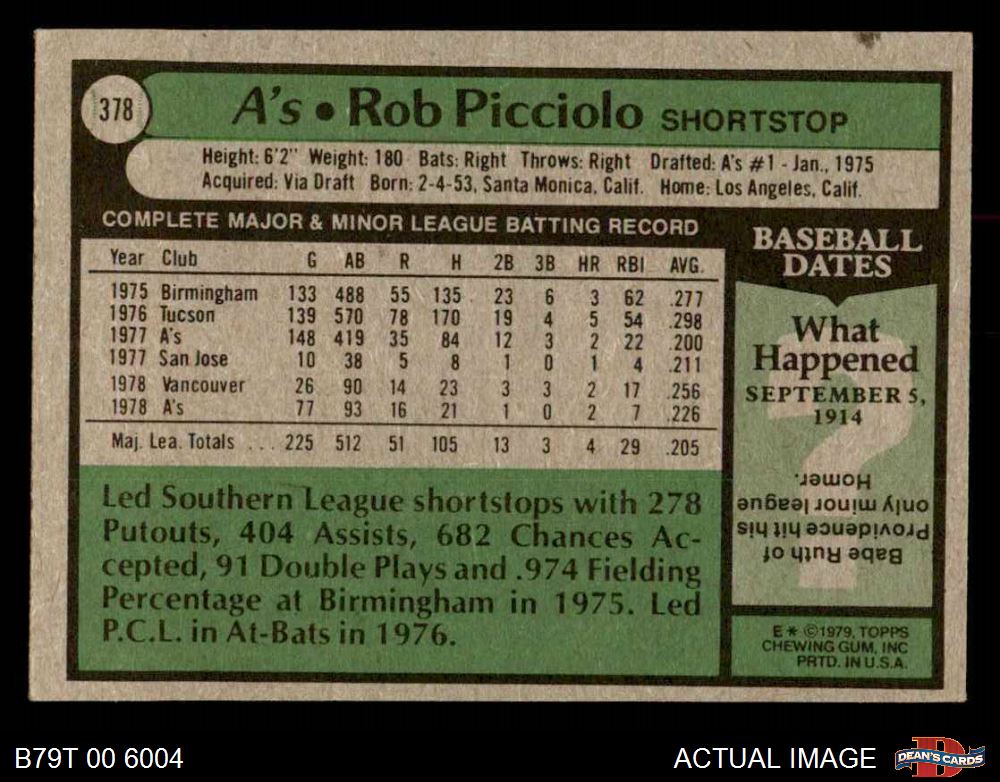 378
A's • Rob Picciolo SHORTSTOP
Height: 6'2" Weight: 180 Bats: Right Throws: Right Drafted: A's #1 - Jan., 1975
Acquired: Via Draft Born: 2-4-53, Santa Monica, Calif. Home: Los Angeles, Calif.
COMPLETE MAJOR & MINOR LEAGUE BATTING RECORD
Year Club G AB R H 2B 3B HR RBI AVG.
1975 Birmingham 133 488 55 135 23 6 3 62 .277
1976 Tucson 139 570 78 170 19 4 5 54 .298
1977 A's 148 419 35 84 12 3 2 22 .200
1977 San Jose 10 38 5 8 1 0 1 4 .211
1978 Vancouver 26 90 14 23 3 3 2 17 .256
1978 A's 77 93 16 21 1 0 2 7 .226
Maj. Lea. Totals ... 225 512 51 105 13 3 4 29 .205
Led Southern League shortstops with 278
Putouts, 404 Assists, 682 Chances Ac-
cepted, 91 Double Plays and .974 Fielding
Percentage at Birmingham in 1975. Led
P.C.L. in At-Bats in 1976.
BASEBALL
DATES
What
Happened
SEPTEMBER 5,
1914
?
Babe Ruth of
Providence hit his
only minor league
Homer.
E * ©1979, TOPPS
CHEWING GUM, INC
PRTD. IN U.S.A.
B79T 00 6004
ACTUAL IMAGE
D
DEAN'S CARDS